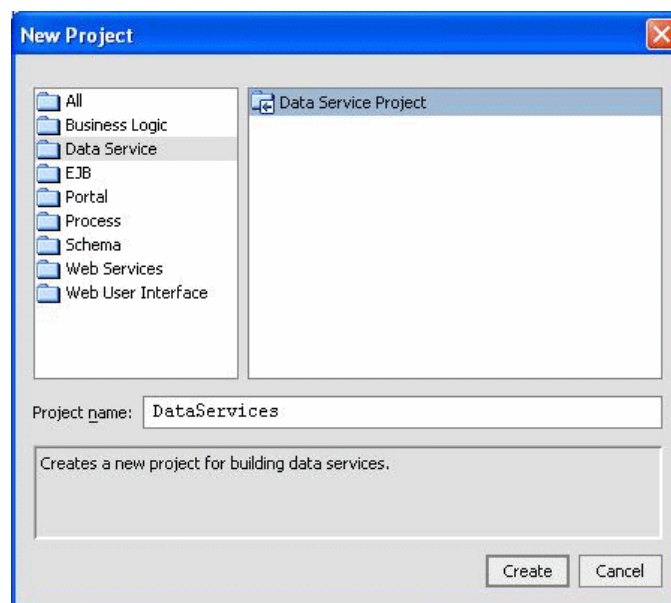 New Project
All
Business Logic
Data Service
EJB
Portal
Process
Schema
Web Services
Web User Interface
Data Service Project
Project name: DataServices
Creates a new project for building data services.
Create Cancel